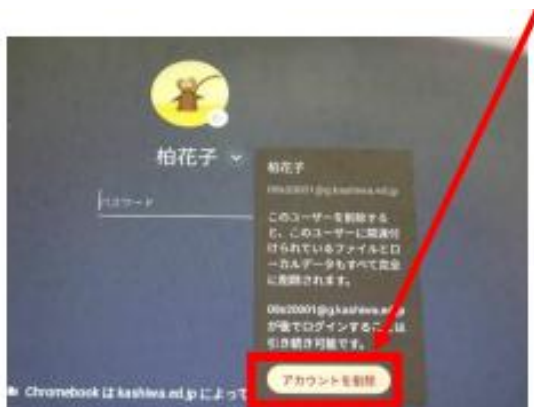 柏花子
パスワード
柏花子
このユーザーを削除する
と、このユーザーに関連付
けられているファイルとロ
ーカルデータもすべて完全
に削除されます。
が後でログインすることは
引き続き可能です。
アカウントを削除
Chromebook は kashiwa.ed.jp によって